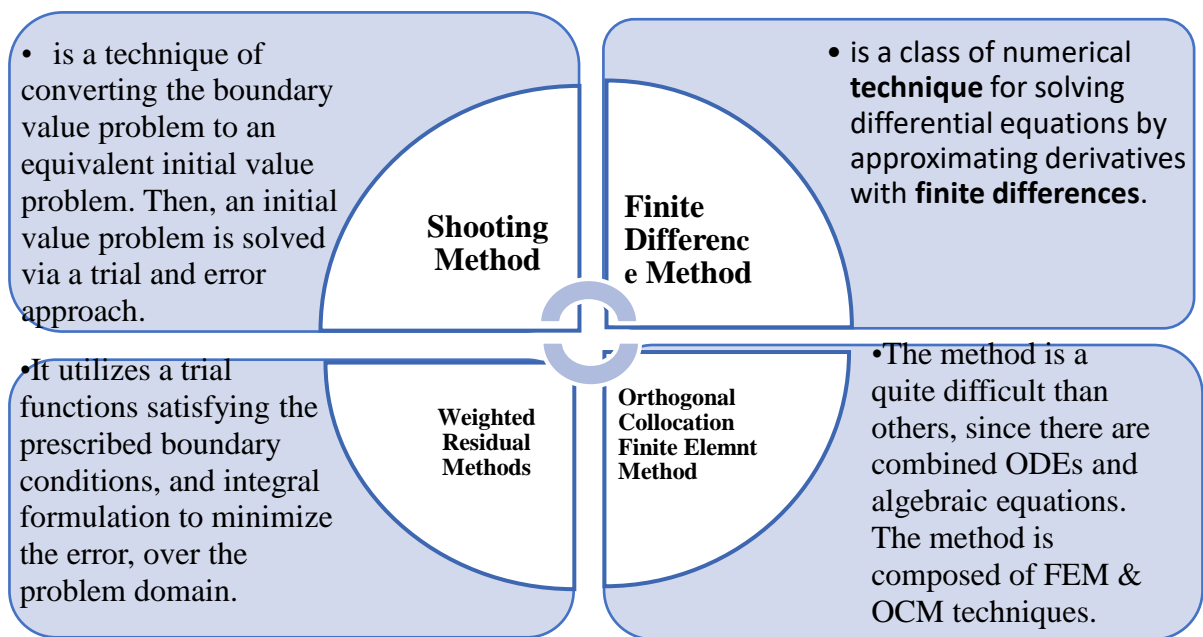 • is a technique of
converting the boundary
value problem to an
equivalent initial value
problem. Then, an initial
value problem is solved
via a trial and error
approach.
Shooting
Method
Finite
Differenc
e Method
• is a class of numerical
technique for solving
differential equations by
approximating derivatives
with finite differences.
•It utilizes a trial
functions satisfying the
prescribed boundary
conditions, and integral
formulation to minimize
the error, over the
problem domain.
Weighted
Residual
Methods
Orthogonal
Collocation
Finite Elemnt
Method
•The method is a
quite difficult than
others, since there are
combined ODEs and
algebraic equations.
The method is
composed of FEM &
OCM techniques.